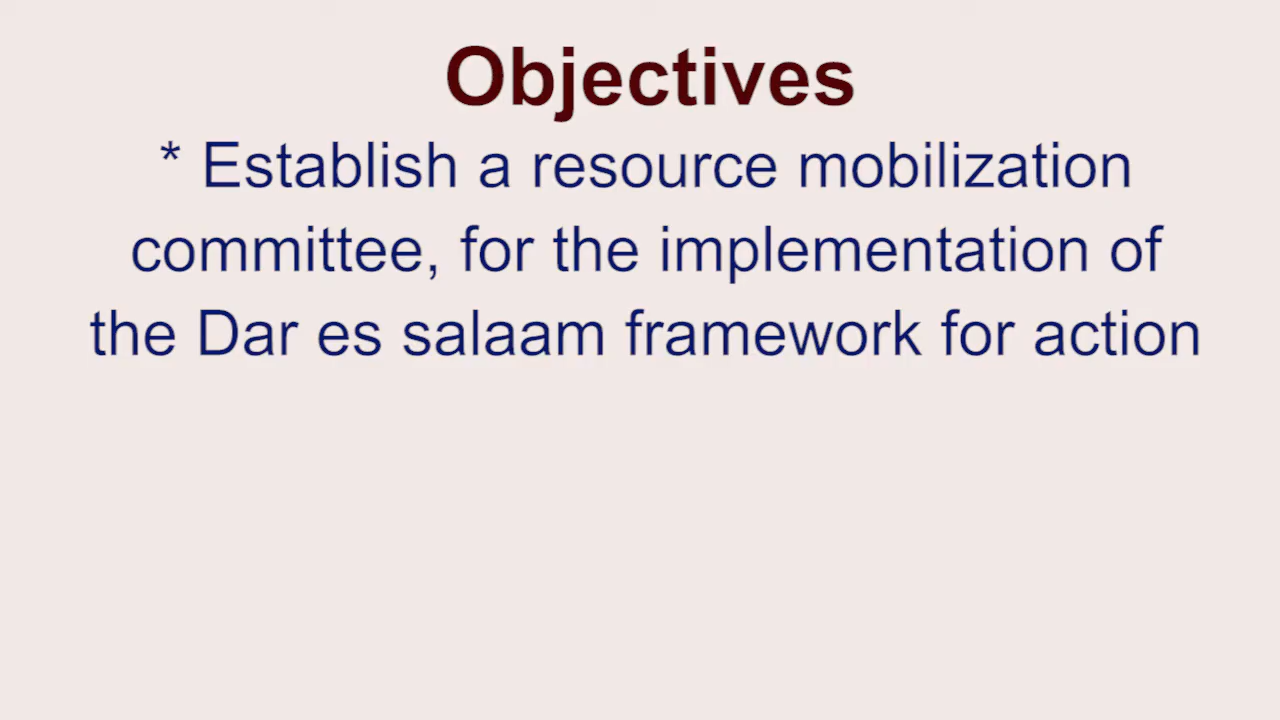 Objectives
* Establish a resource mobilization
committee, for the implementation of
the Dar es salaam framework for action